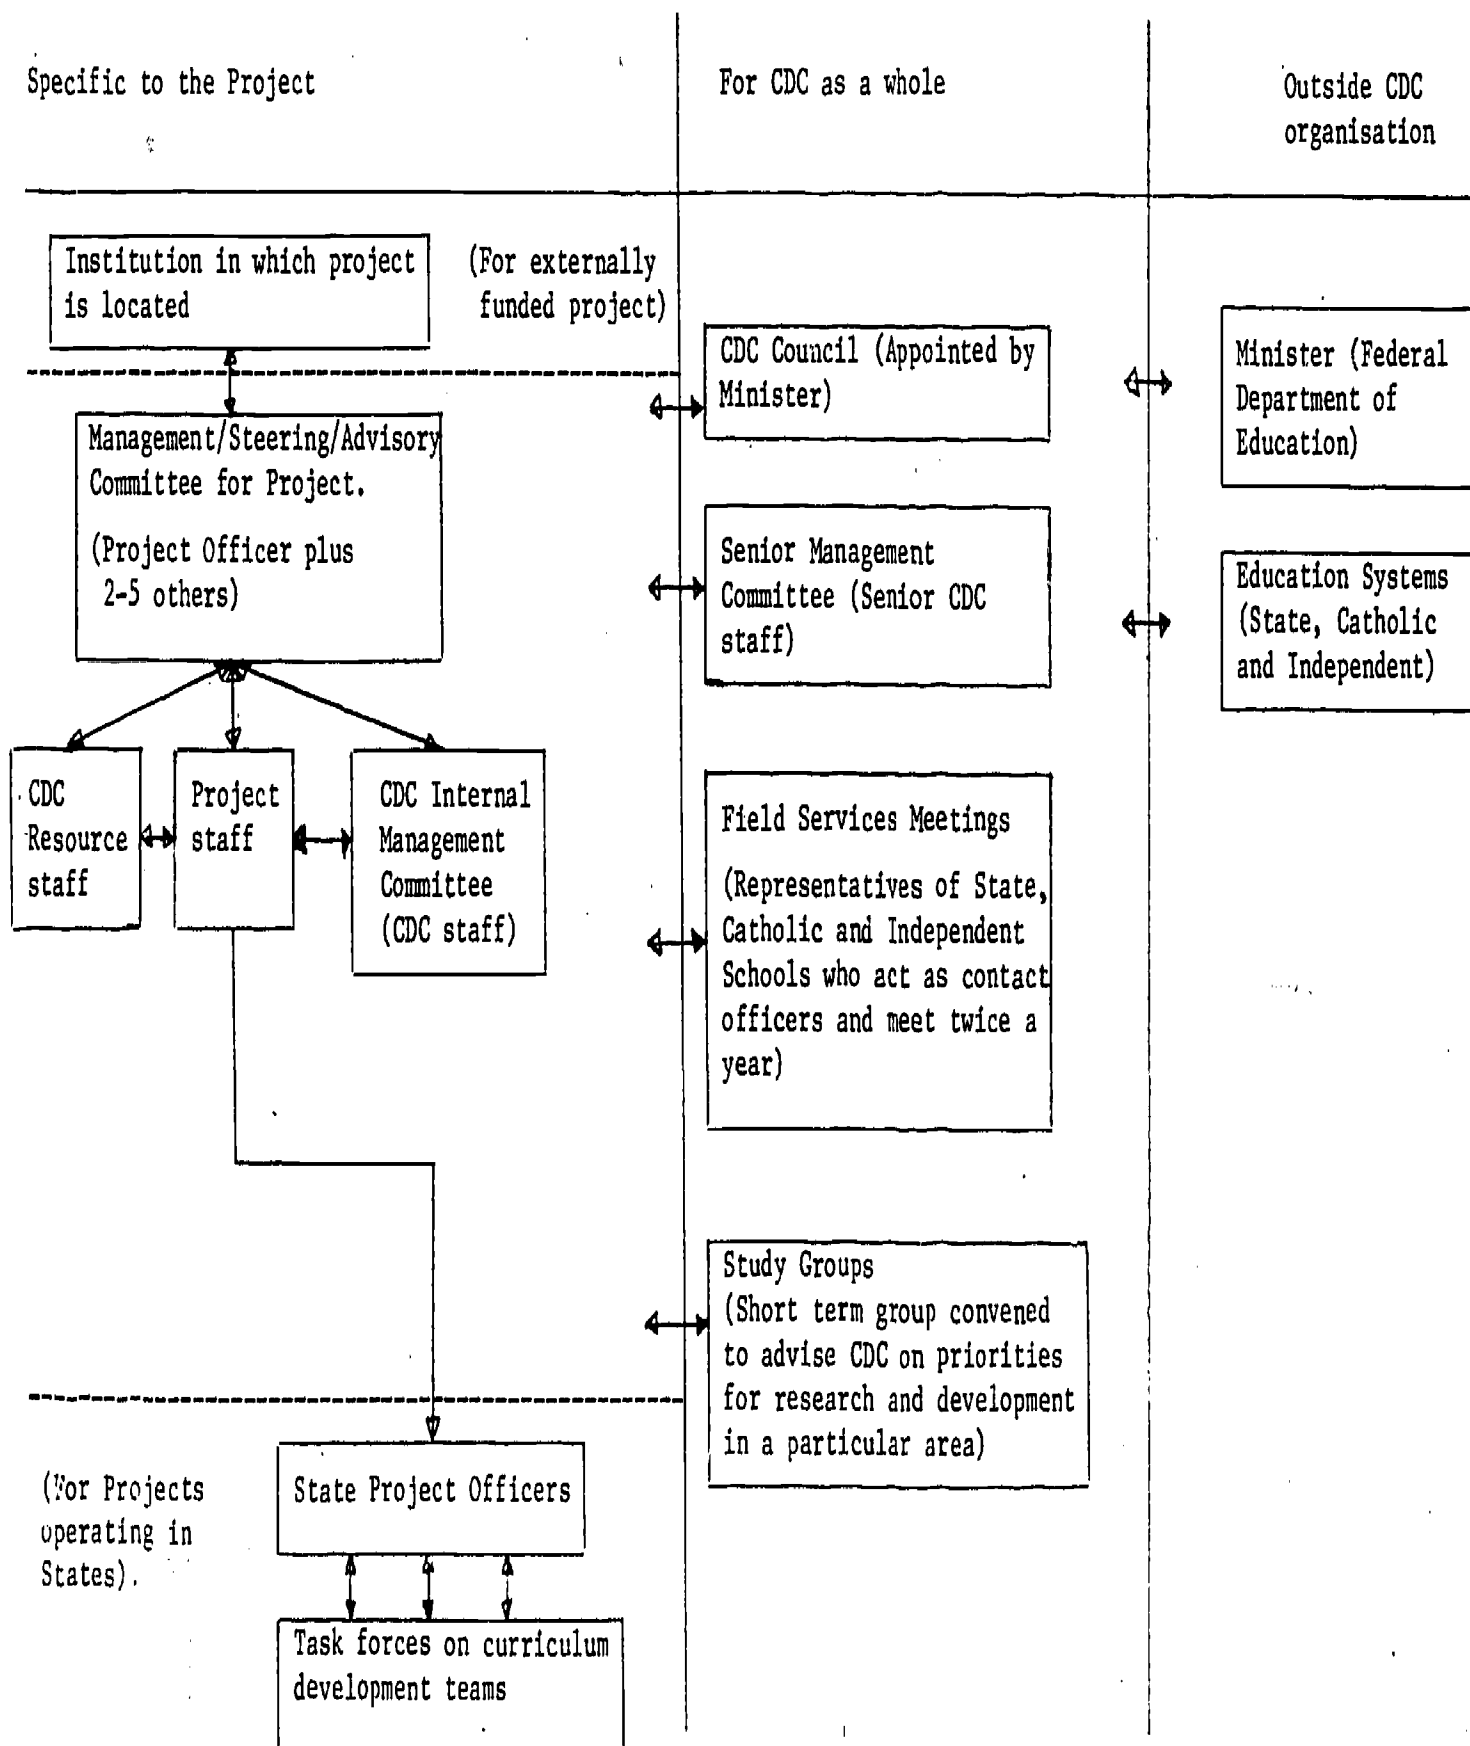 Specific to the Project
For CDC as a whole
Outside CDC
organisation
Institution in which project
is located
(For externally
funded project)
Management/Steering/Advisory
Committee for Project.
(Project Officer plus
2-5 others)
CDC
Resource
staff
Project
staff
CDC Internal
Management
Committee
(CDC staff)
(For Projects
operating in
States).
State Project Officers
Task forces on curriculum
development teams
CDC Council (Appointed by
Minister)
Senior Management
Committee (Senior CDC
staff)
Field Services Meetings
(Representatives of State,
Catholic and Independent
Schools who act as contact
officers and meet twice a
year)
Study Groups
(Short term group convened
to advise CDC on priorities
for research and development
in a particular area)
Minister (Federal
Department of
Education)
Education Systems
(State, Catholic
and Independent)